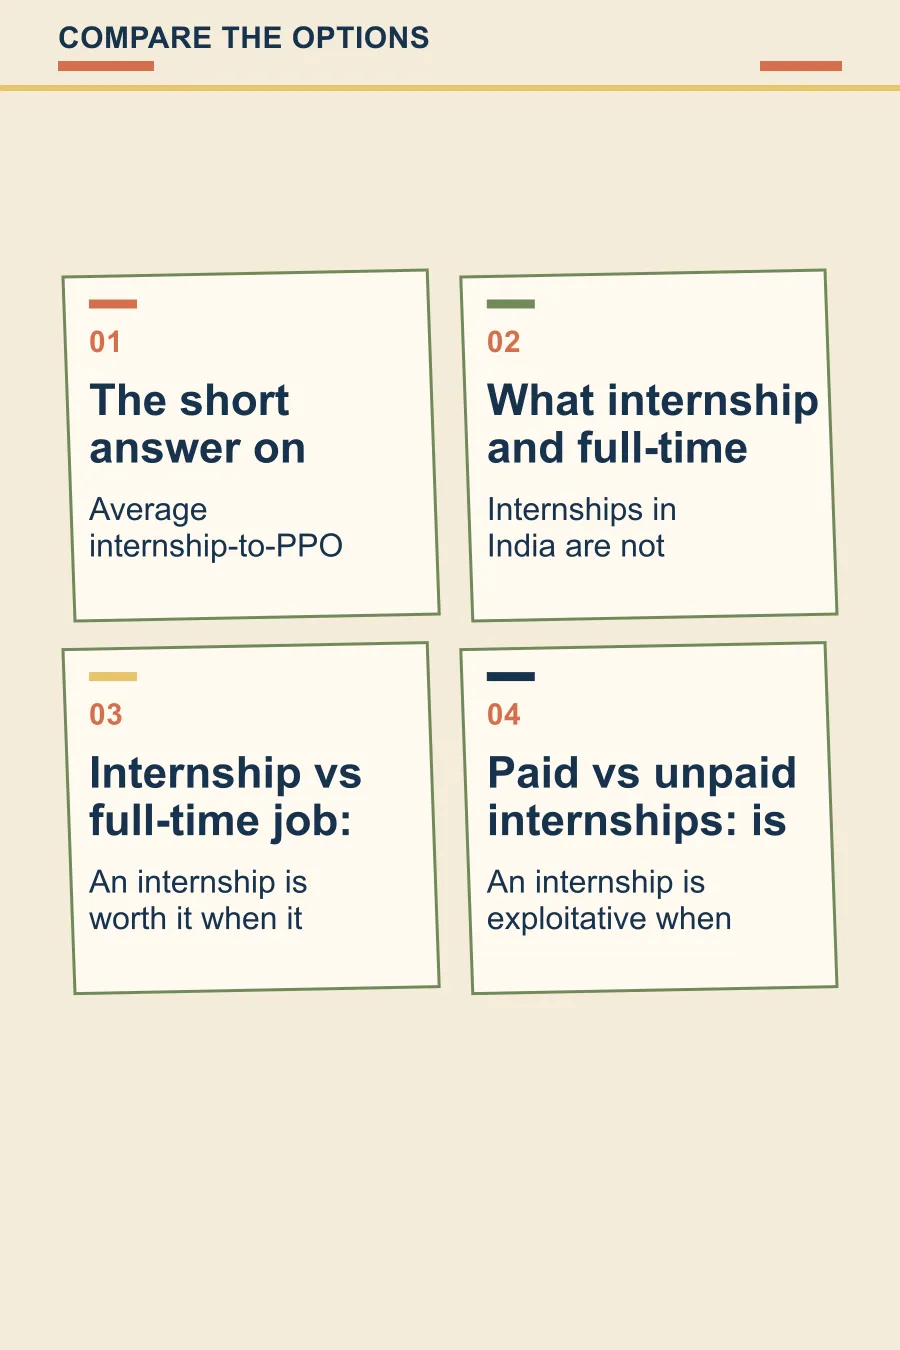 COMPARE THE OPTIONS
01
The short
answer on
Average
internship-to-PPO
02
What internship
and full-time
Internships in
India are not
03
Internship vs
full-time job:
An internship is
worth it when it
04
Paid vs unpaid
internships: is
An internship is
exploitative when